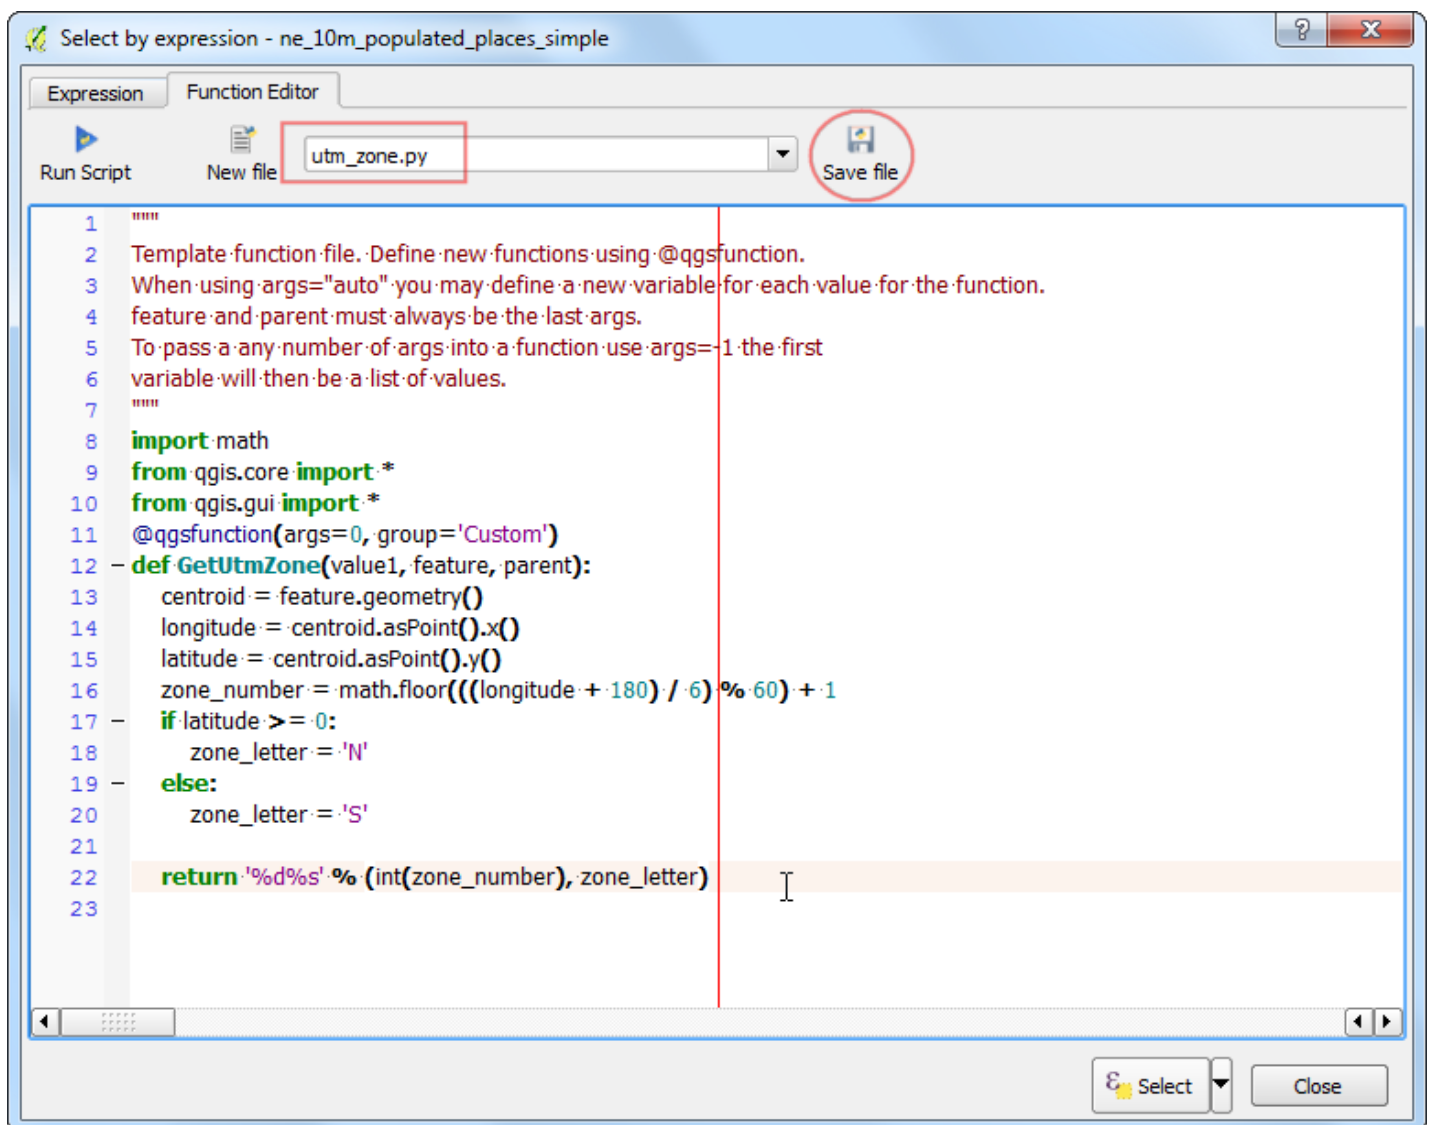 Select by expression - ne_10m_populated_places_simple
?
Expression
Function Editor
Run Script
New file
utm_zone.py
Save file
1 """
2 Template function file. Define new functions using @qgsfunction.
3 When using args="auto" you may define a new variable for each value for the function.
4 feature and parent must always be the last args.
5 To pass a any number of args into a function use args=-1 the first
6 variable will then be a list of values.
7 """
8 import math
9 from qgis.core import *
10 from qgis.gui import *
11 @qgsfunction(args=0, group='Custom')
12 def GetUtmZone(value1, feature, parent):
13     centroid = feature.geometry()
14     longitude = centroid.asPoint().x()
15     latitude = centroid.asPoint().y()
16     zone_number = math.floor(((longitude + 180) / 6) % 60) + 1
17     if latitude >= 0:
18         zone_letter = 'N'
19     else:
20         zone_letter = 'S'
21
22     return '%d%s' % (int(zone_number), zone_letter)
23
ε Select
Close